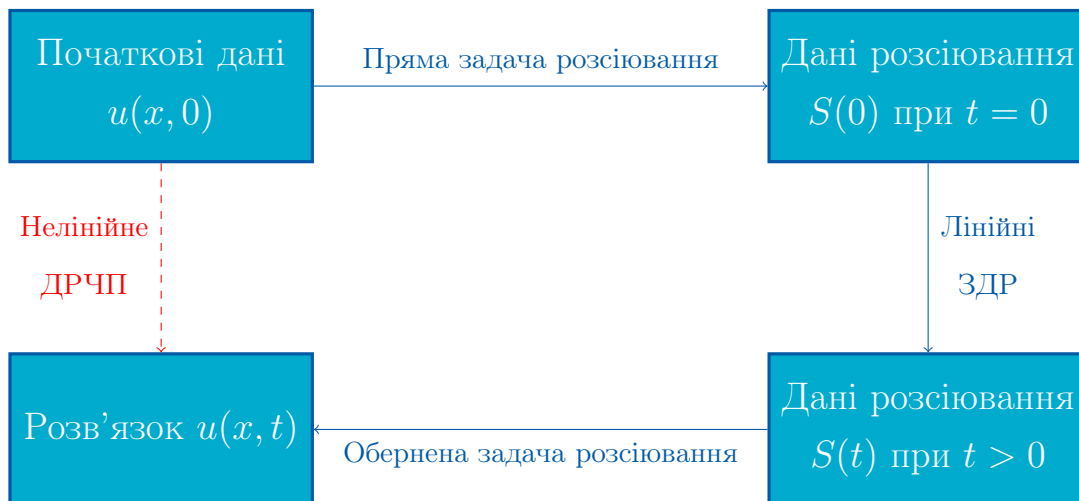 Початкові дані
u(x, 0)
Пряма задача розсіювання
Дані розсіювання
S(0) при t = 0
Нелінійне
ДРЧП
Лінійні
ЗДР
Розв'язок u(x, t)
Обернена задача розсіювання
Дані розсіювання
S(t) при t > 0